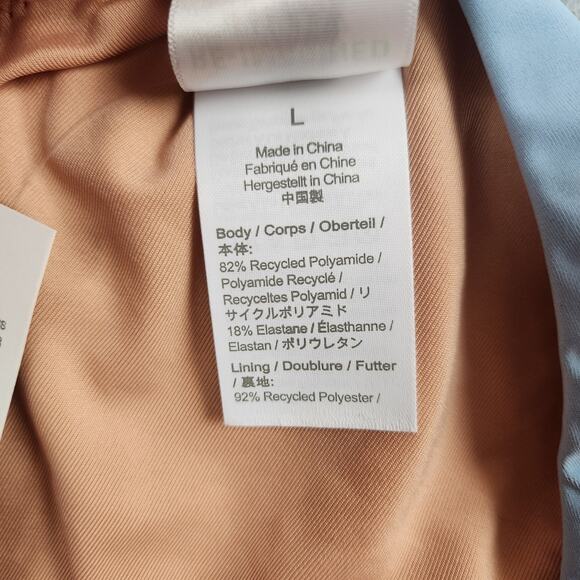 L
Made in China
Fabriqué en Chine
Hergestellt in China
中国製
Body / Corps / Oberteil /
本体:
82% Recycled Polyamide /
Polyamide Recyclé /
Recyceltes Polyamid / リ
サイクルポリアミド
18% Elastane / Élasthanne /
Elastan / ポリウレタン
Lining / Doublure / Futter
/ 裏地:
92% Recycled Polyester /